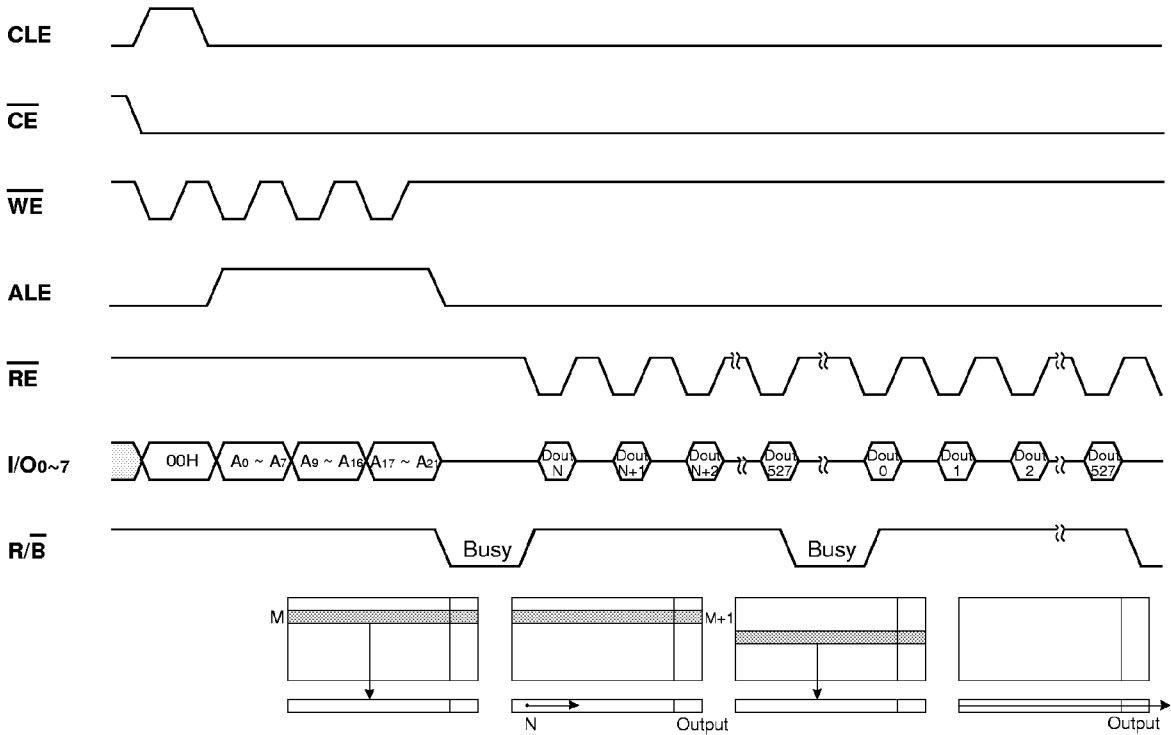 CLE
CE
WE
ALE
RE
I/O0~7 00H A0 ~ A7 A9 ~ A16 A17 ~ A21 Dout N Dout N+1 Dout N+2 Dout 527 Dout 0 Dout 1 Dout 2 Dout 527
R/B Busy Busy
M M+1
N Output Output